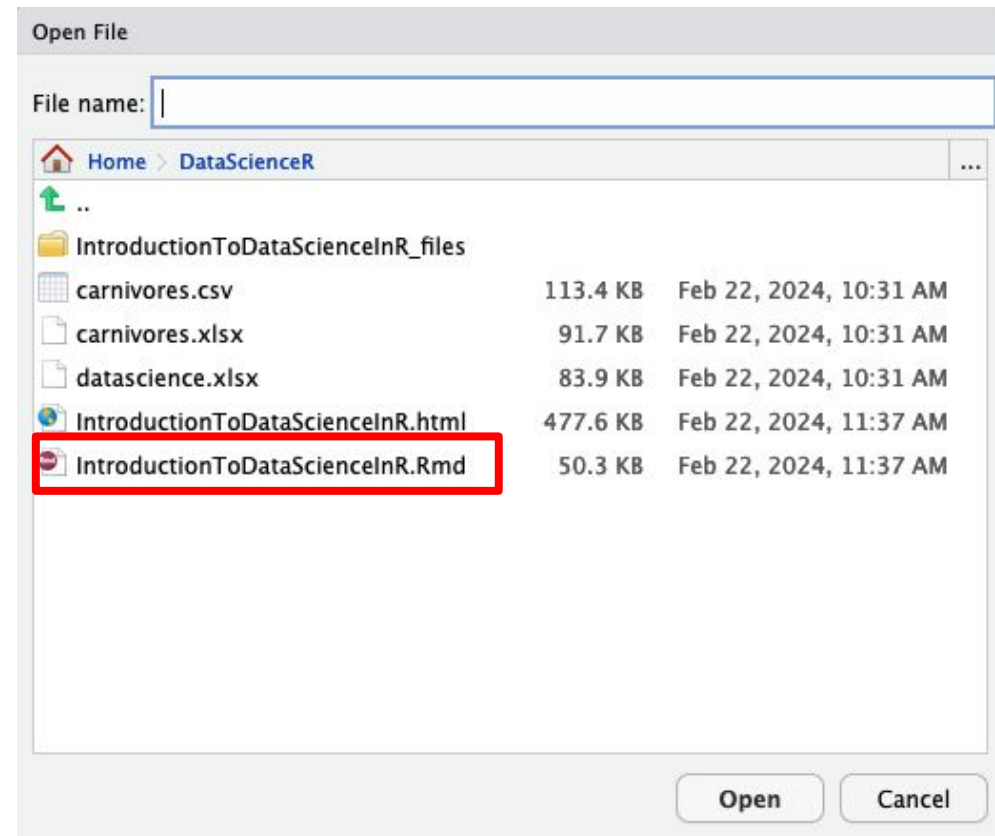 Open File
File name:
Home > DataScienceR ...
..
IntroductionToDataScienceInR_files
carnivores.csv 113.4 KB Feb 22, 2024, 10:31 AM
carnivores.xlsx 91.7 KB Feb 22, 2024, 10:31 AM
datascience.xlsx 83.9 KB Feb 22, 2024, 10:31 AM
IntroductionToDataScienceInR.html 477.6 KB Feb 22, 2024, 11:37 AM
IntroductionToDataScienceInR.Rmd 50.3 KB Feb 22, 2024, 11:37 AM
Open Cancel